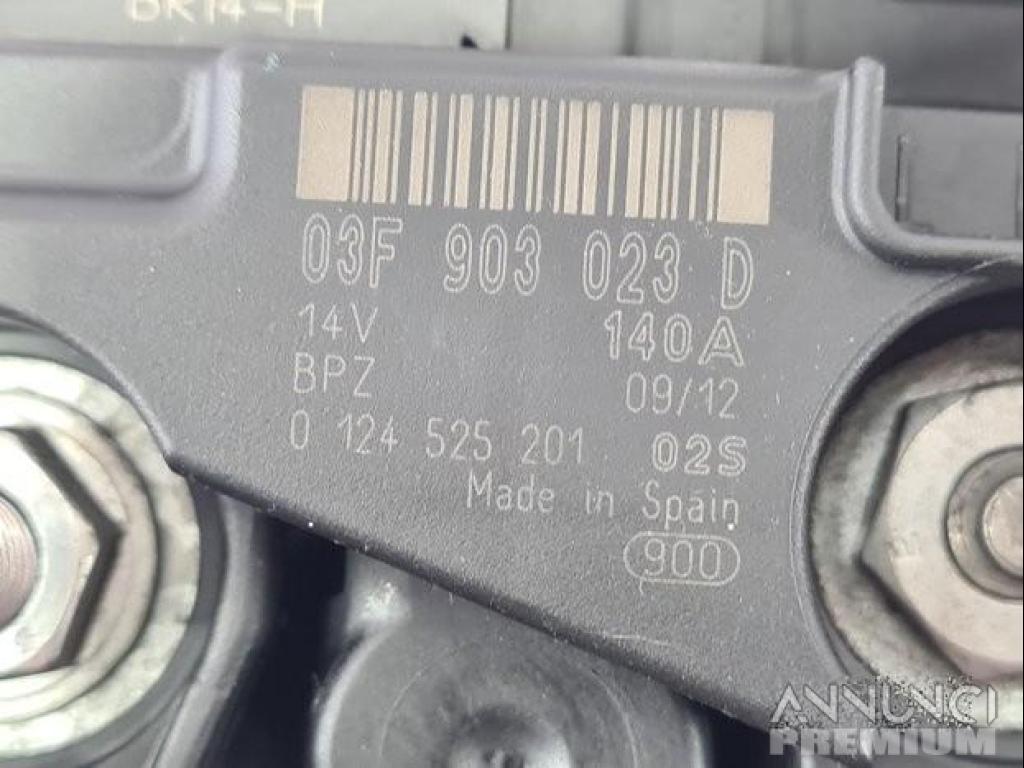 BR14-H
03F 903 023 D
14V 140A
BPZ 09/12
0 124 525 201 02S
Made in Spain
900
ANNUNCI
PREMIUM